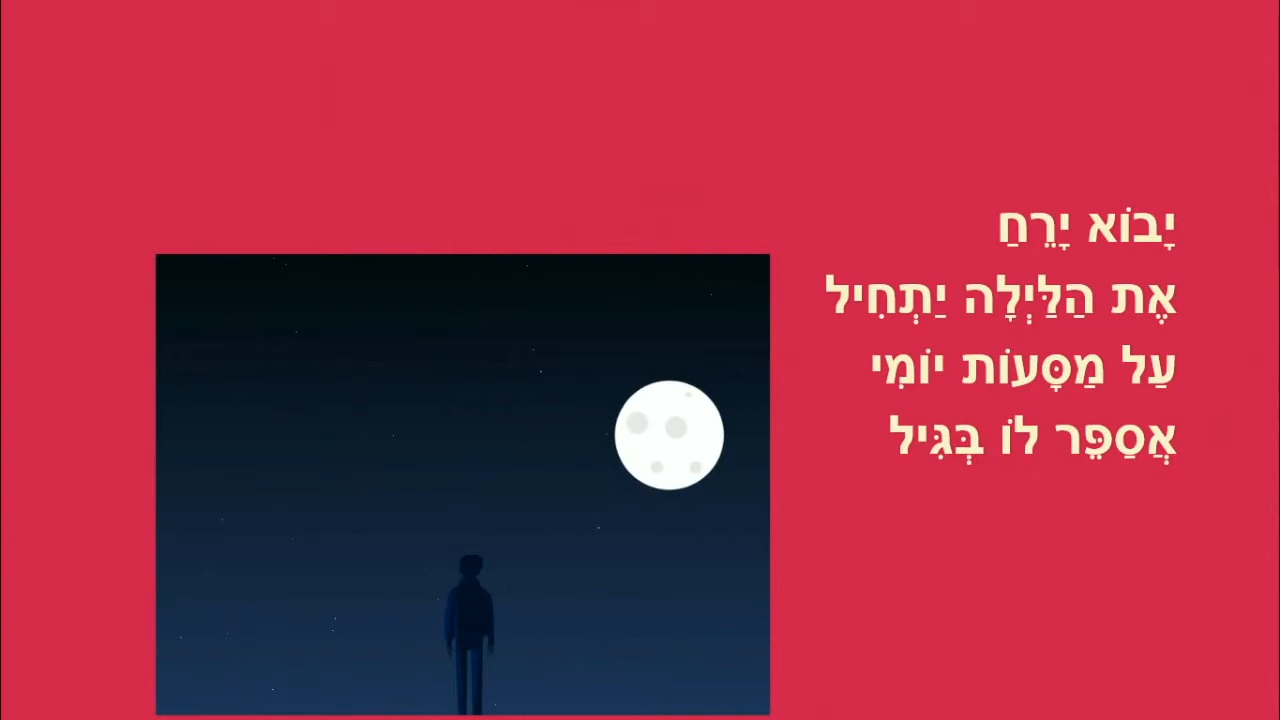 יָבוֹא יָרֵחַ
אֶת הַלַּיְלָה יַתְחִיל
עַל מַסָּעוֹת יוֹמִי
אֲסַפֵּר לוֹ בְּגִּיל